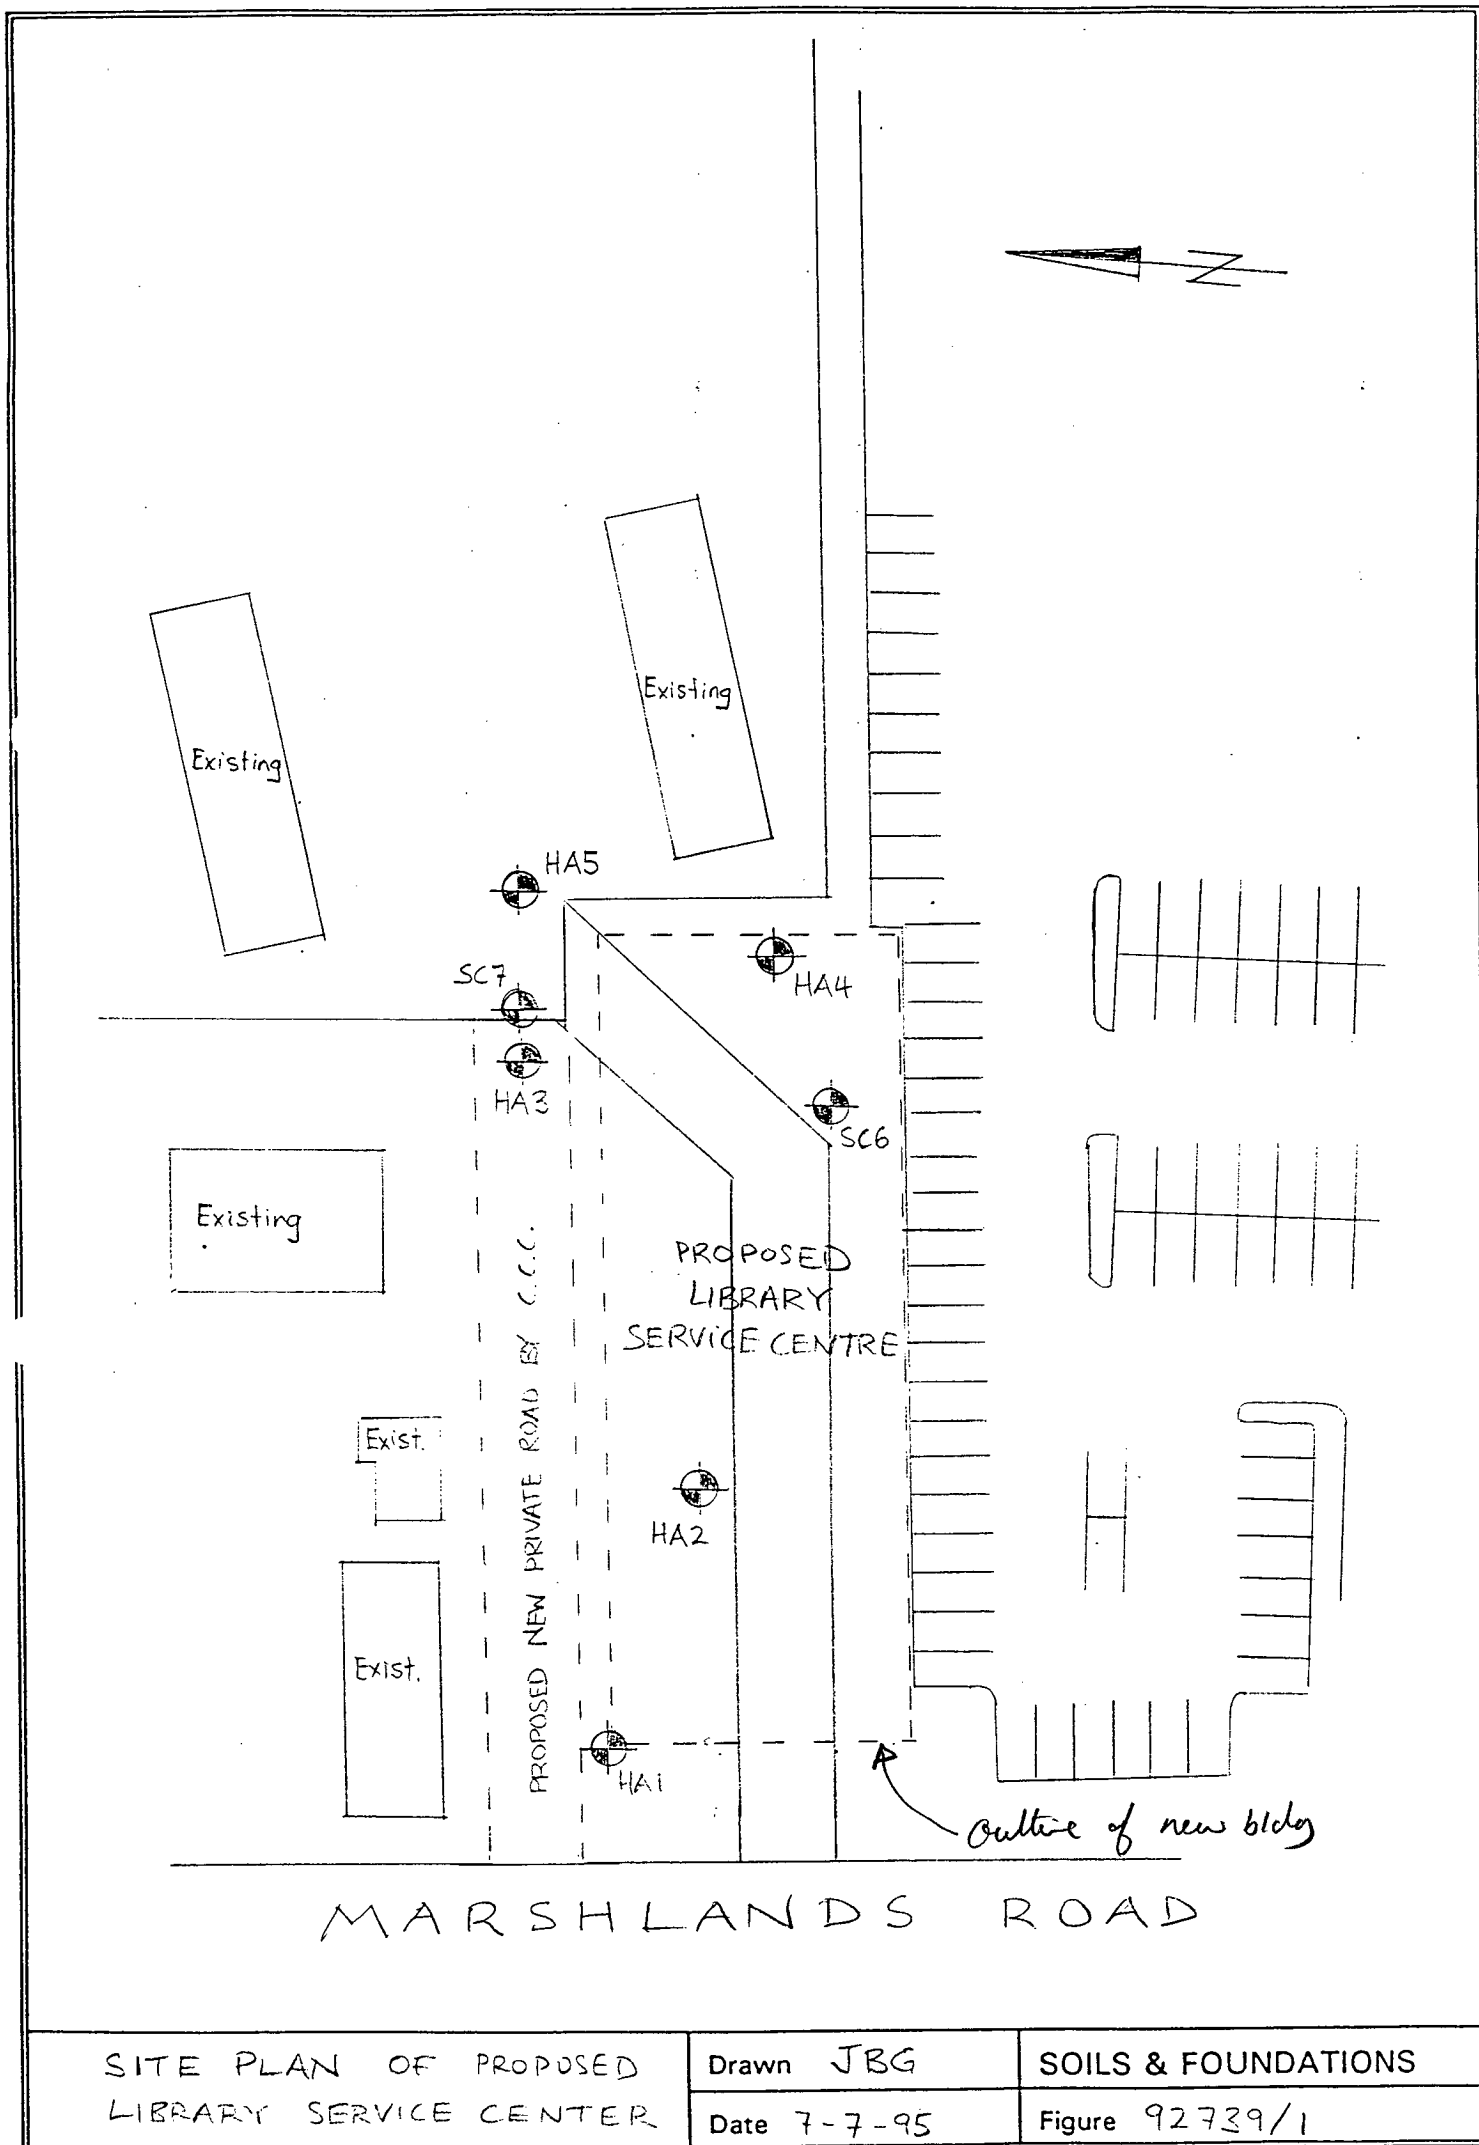 N
Existing
Existing
HA5
HA4
SC7
HA3
SC6
Existing
PROPOSED
LIBRARY
SERVICE CENTRE
PROPOSED NEW PRIVATE ROAD BY C.C.C.
Exist.
HA2
Exist.
HA1
Outline of new bldg
MARSHLANDS ROAD
SITE PLAN OF PROPOSED
LIBRARY SERVICE CENTER
Drawn JBG
Date 7-7-95
SOILS & FOUNDATIONS
Figure 92739/1